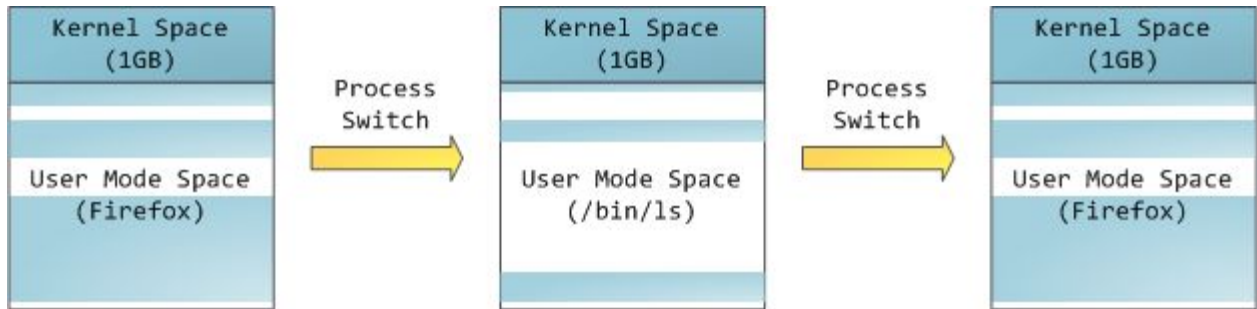 Kernel Space
(1GB)
User Mode Space
(Firefox)
Process
Switch
Kernel Space
(1GB)
User Mode Space
(/bin/ls)
Process
Switch
Kernel Space
(1GB)
User Mode Space
(Firefox)